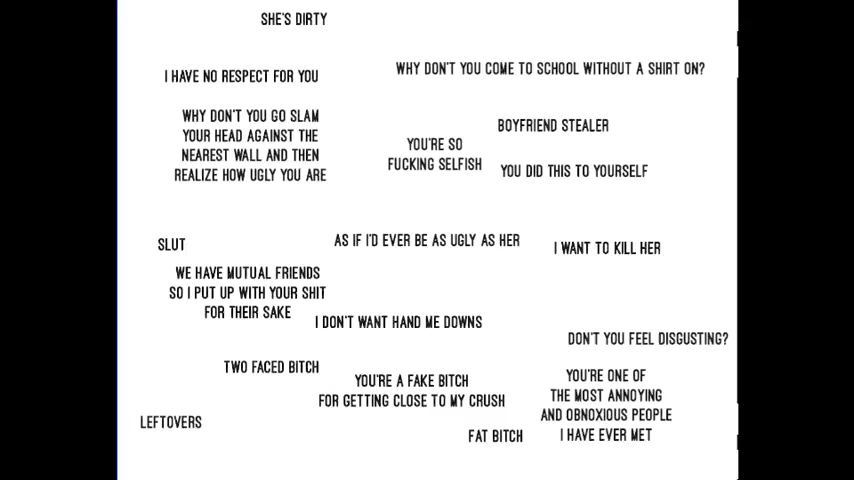 SHE'S DIRTY
WHY DON'T YOU COME TO SCHOOL WITHOUT A SHIRT ON?
I HAVE NO RESPECT FOR YOU
WHY DON'T YOU GO SLAM
YOUR HEAD AGAINST THE
NEAREST WALL AND THEN
REALIZE HOW UGLY YOU ARE
BOYFRIEND STEALER
YOU'RE SO
FUCKING SELFISH
YOU DID THIS TO YOURSELF
SLUT
AS IF I'D EVER BE AS UGLY AS HER
I WANT TO KILL HER
WE HAVE MUTUAL FRIENDS
SO I PUT UP WITH YOUR SHIT
FOR THEIR SAKE
I DON'T WANT HAND ME DOWNS
DON'T YOU FEEL DISGUSTING?
TWO FACED BITCH
YOU'RE A FAKE BITCH
FOR GETTING CLOSE TO MY CRUSH
YOU'RE ONE OF
THE MOST ANNOYING
AND OBNOXIOUS PEOPLE
I HAVE EVER MET
LEFTOVERS
FAT BITCH